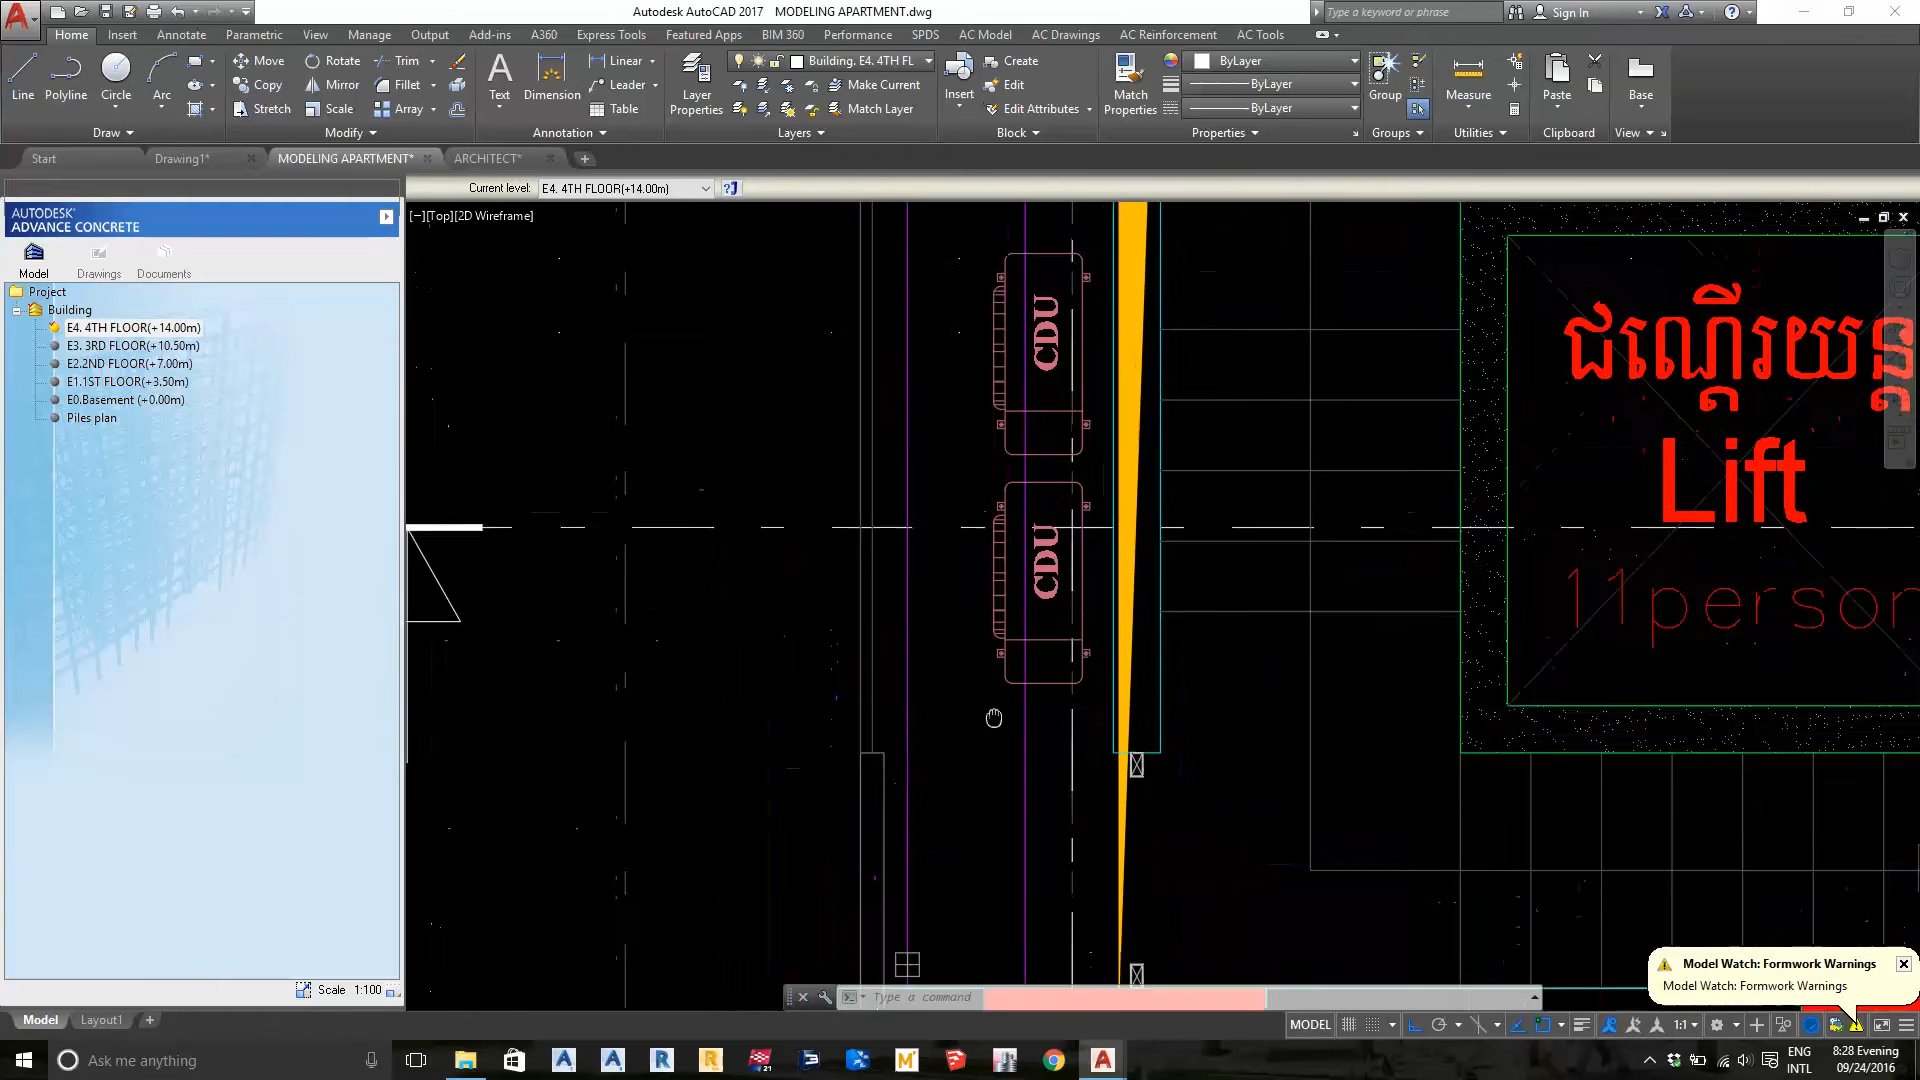 Autodesk AutoCAD 2017 MODELING APARTMENT.dwg
Type a keyword or phrase
Sign In
Home Insert Annotate Parametric View Manage Output Add-ins A360 Express Tools Featured Apps BIM 360 Performance SPDS AC Model AC Drawings AC Reinforcement AC Tools
Line Polyline Circle Arc
Move Rotate Trim
Copy Mirror Fillet
Stretch Scale Array
Text Dimension
Linear
Leader
Table
Layer Properties
Building. E4. 4TH FL
Make Current
Match Layer
Insert
Create
Edit
Edit Attributes
Match Properties
ByLayer
ByLayer
ByLayer
Group
Measure
Paste
Base
Draw Modify Annotation Layers Block Properties Groups Utilities Clipboard View
Start Drawing1* MODELING APARTMENT* ARCHITECT*
Current level: E4. 4TH FLOOR(+14.00m)
AUTODESK®
ADVANCE CONCRETE
Model Drawings Documents
Project
Building
E4. 4TH FLOOR(+14.00m)
E3. 3RD FLOOR(+10.50m)
E2.2ND FLOOR(+7.00m)
E1.1ST FLOOR(+3.50m)
E0.Basement (+0.00m)
Piles plan
Scale 1:100
[−][Top][2D Wireframe]
CDU
CDU
ជណ្តើរយន្ត
Lift
11person
Type a command
Model Watch: Formwork Warnings
Model Watch: Formwork Warnings
Model Layout1
MODEL
1:1
Ask me anything
21
ENG
INTL
8:28 Evening
09/24/2016